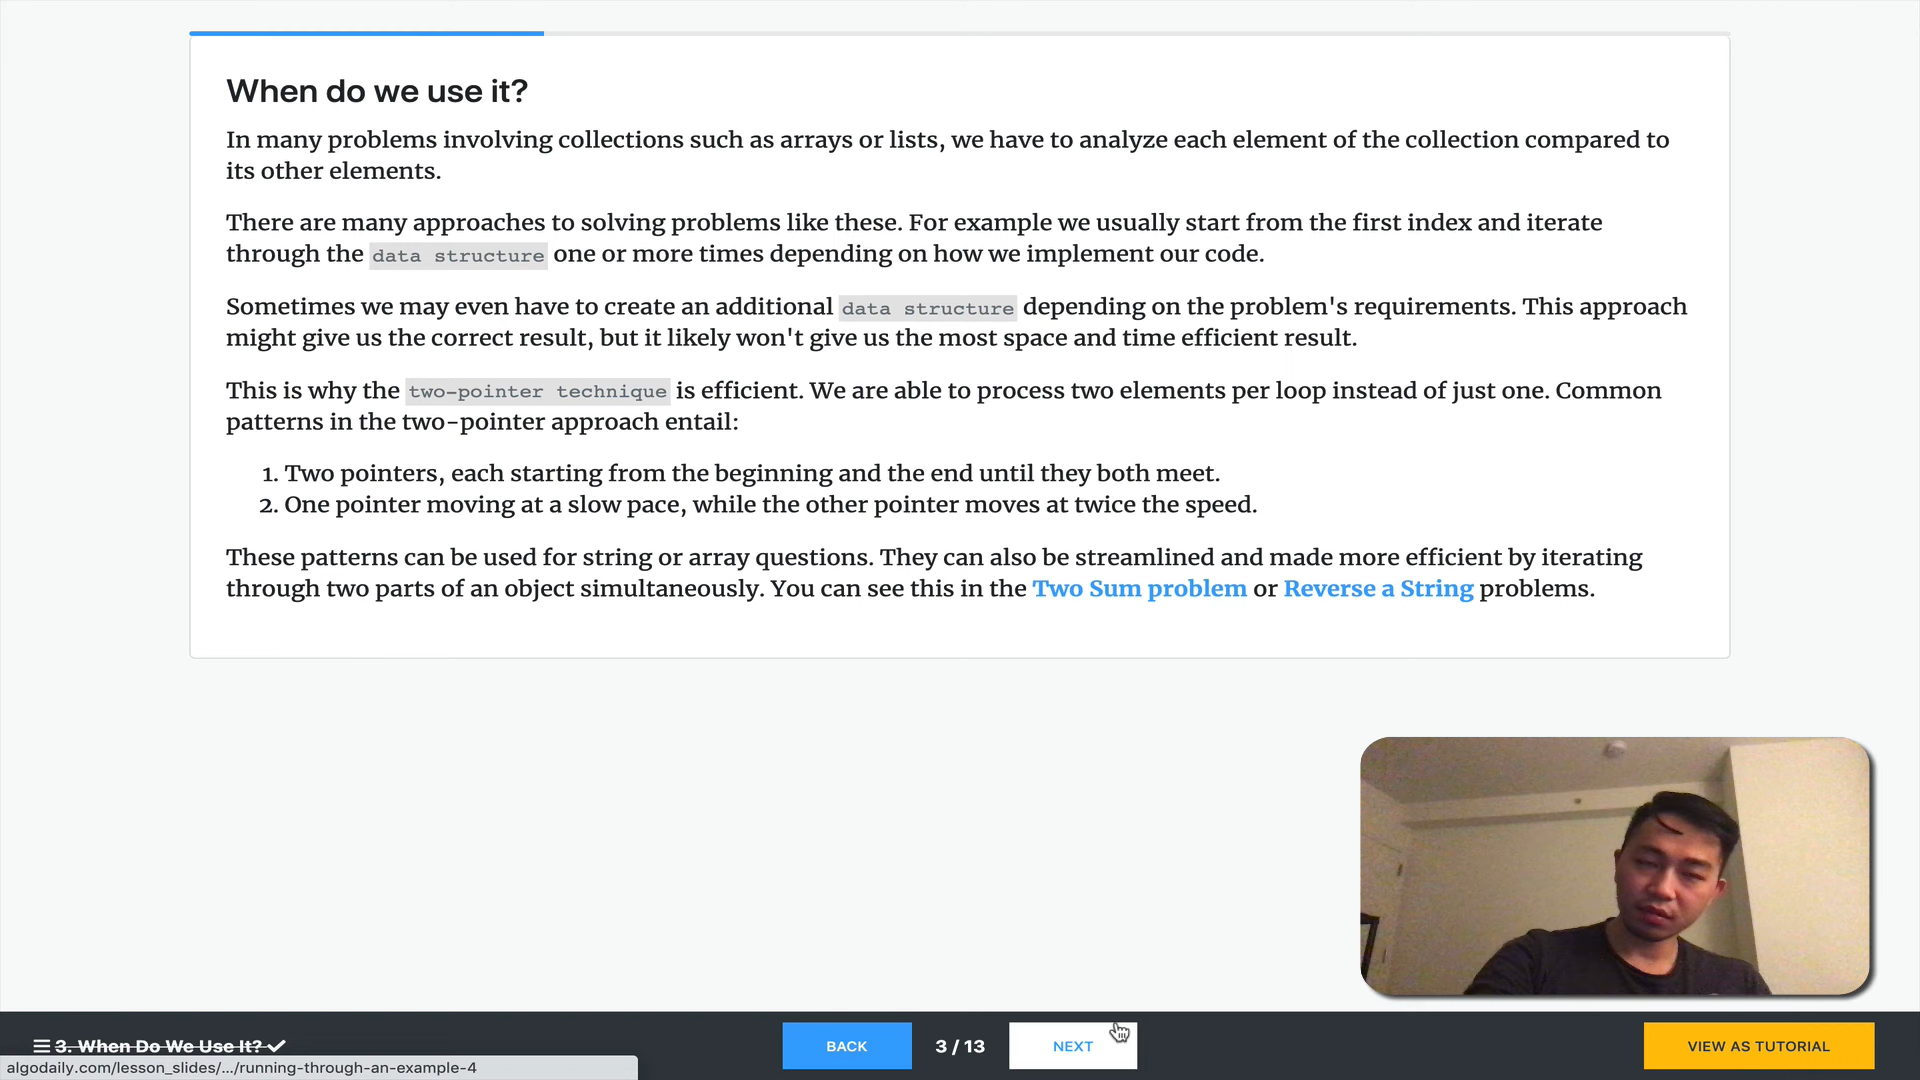 When do we use it?
In many problems involving collections such as arrays or lists, we have to analyze each element of the collection compared to
its other elements.
There are many approaches to solving problems like these. For example we usually start from the first index and iterate
through the data structure one or more times depending on how we implement our code.
Sometimes we may even have to create an additional data structure depending on the problem's requirements. This approach
might give us the correct result, but it likely won't give us the most space and time efficient result.
This is why the two-pointer technique is efficient. We are able to process two elements per loop instead of just one. Common
patterns in the two-pointer approach entail:
1. Two pointers, each starting from the beginning and the end until they both meet.
2. One pointer moving at a slow pace, while the other pointer moves at twice the speed.
These patterns can be used for string or array questions. They can also be streamlined and made more efficient by iterating
through two parts of an object simultaneously. You can see this in the Two Sum problem or Reverse a String problems.
3. When Do We Use It?
BACK
3 / 13
NEXT
VIEW AS TUTORIAL
algodaily.com/lesson_slides/.../running-through-an-example-4